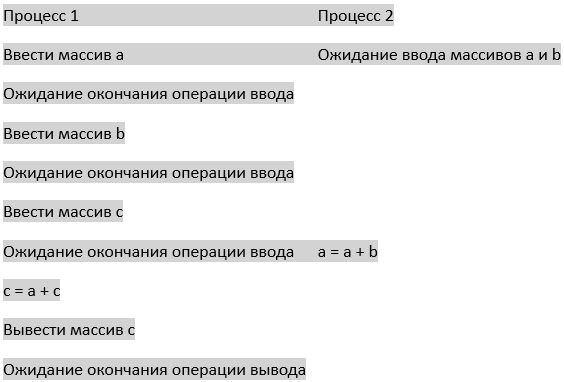 Процесс 1 Процесс 2
Ввести массив a Ожидание ввода массивов a и b
Ожидание окончания операции ввода
Ввести массив b
Ожидание окончания операции ввода
Ввести массив с
Ожидание окончания операции ввода a = a + b
c = a + c
Вывести массив с
Ожидание окончания операции вывода